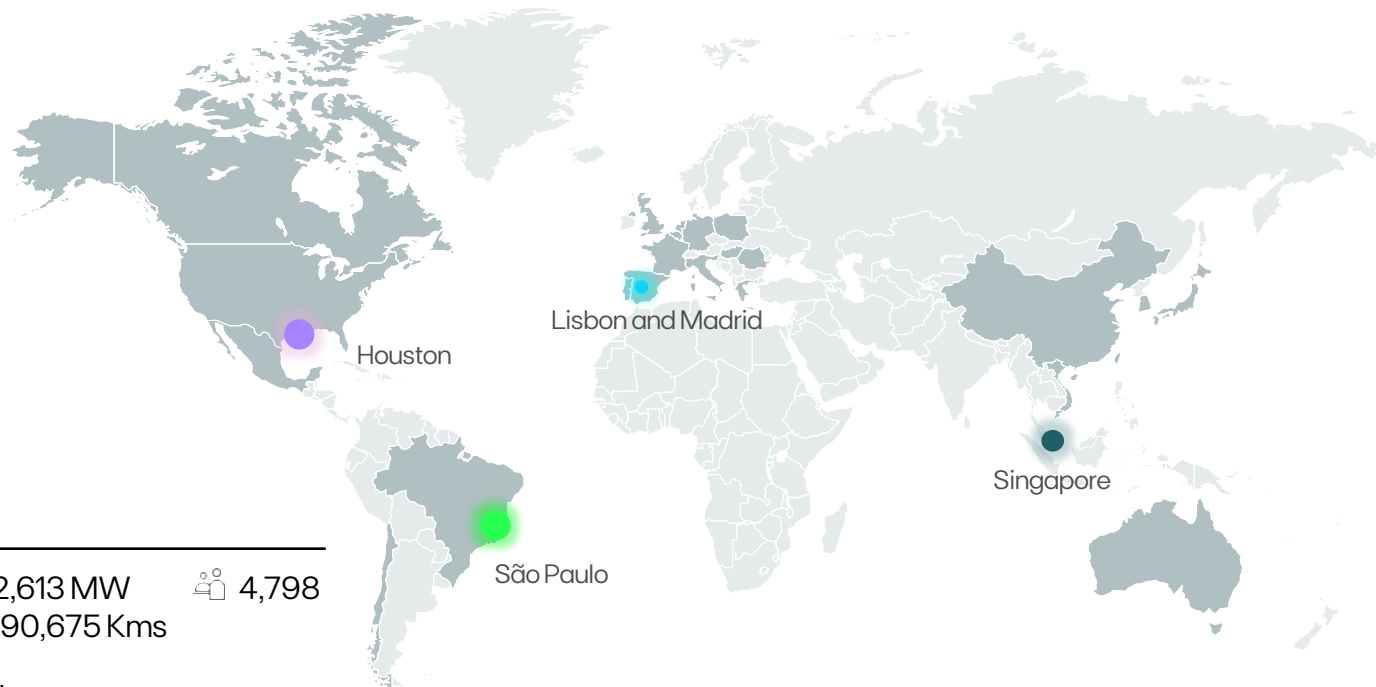 Lisbon and Madrid
Houston
Singapore
São Paulo
2,613 MW
4,798
90,675 Kms